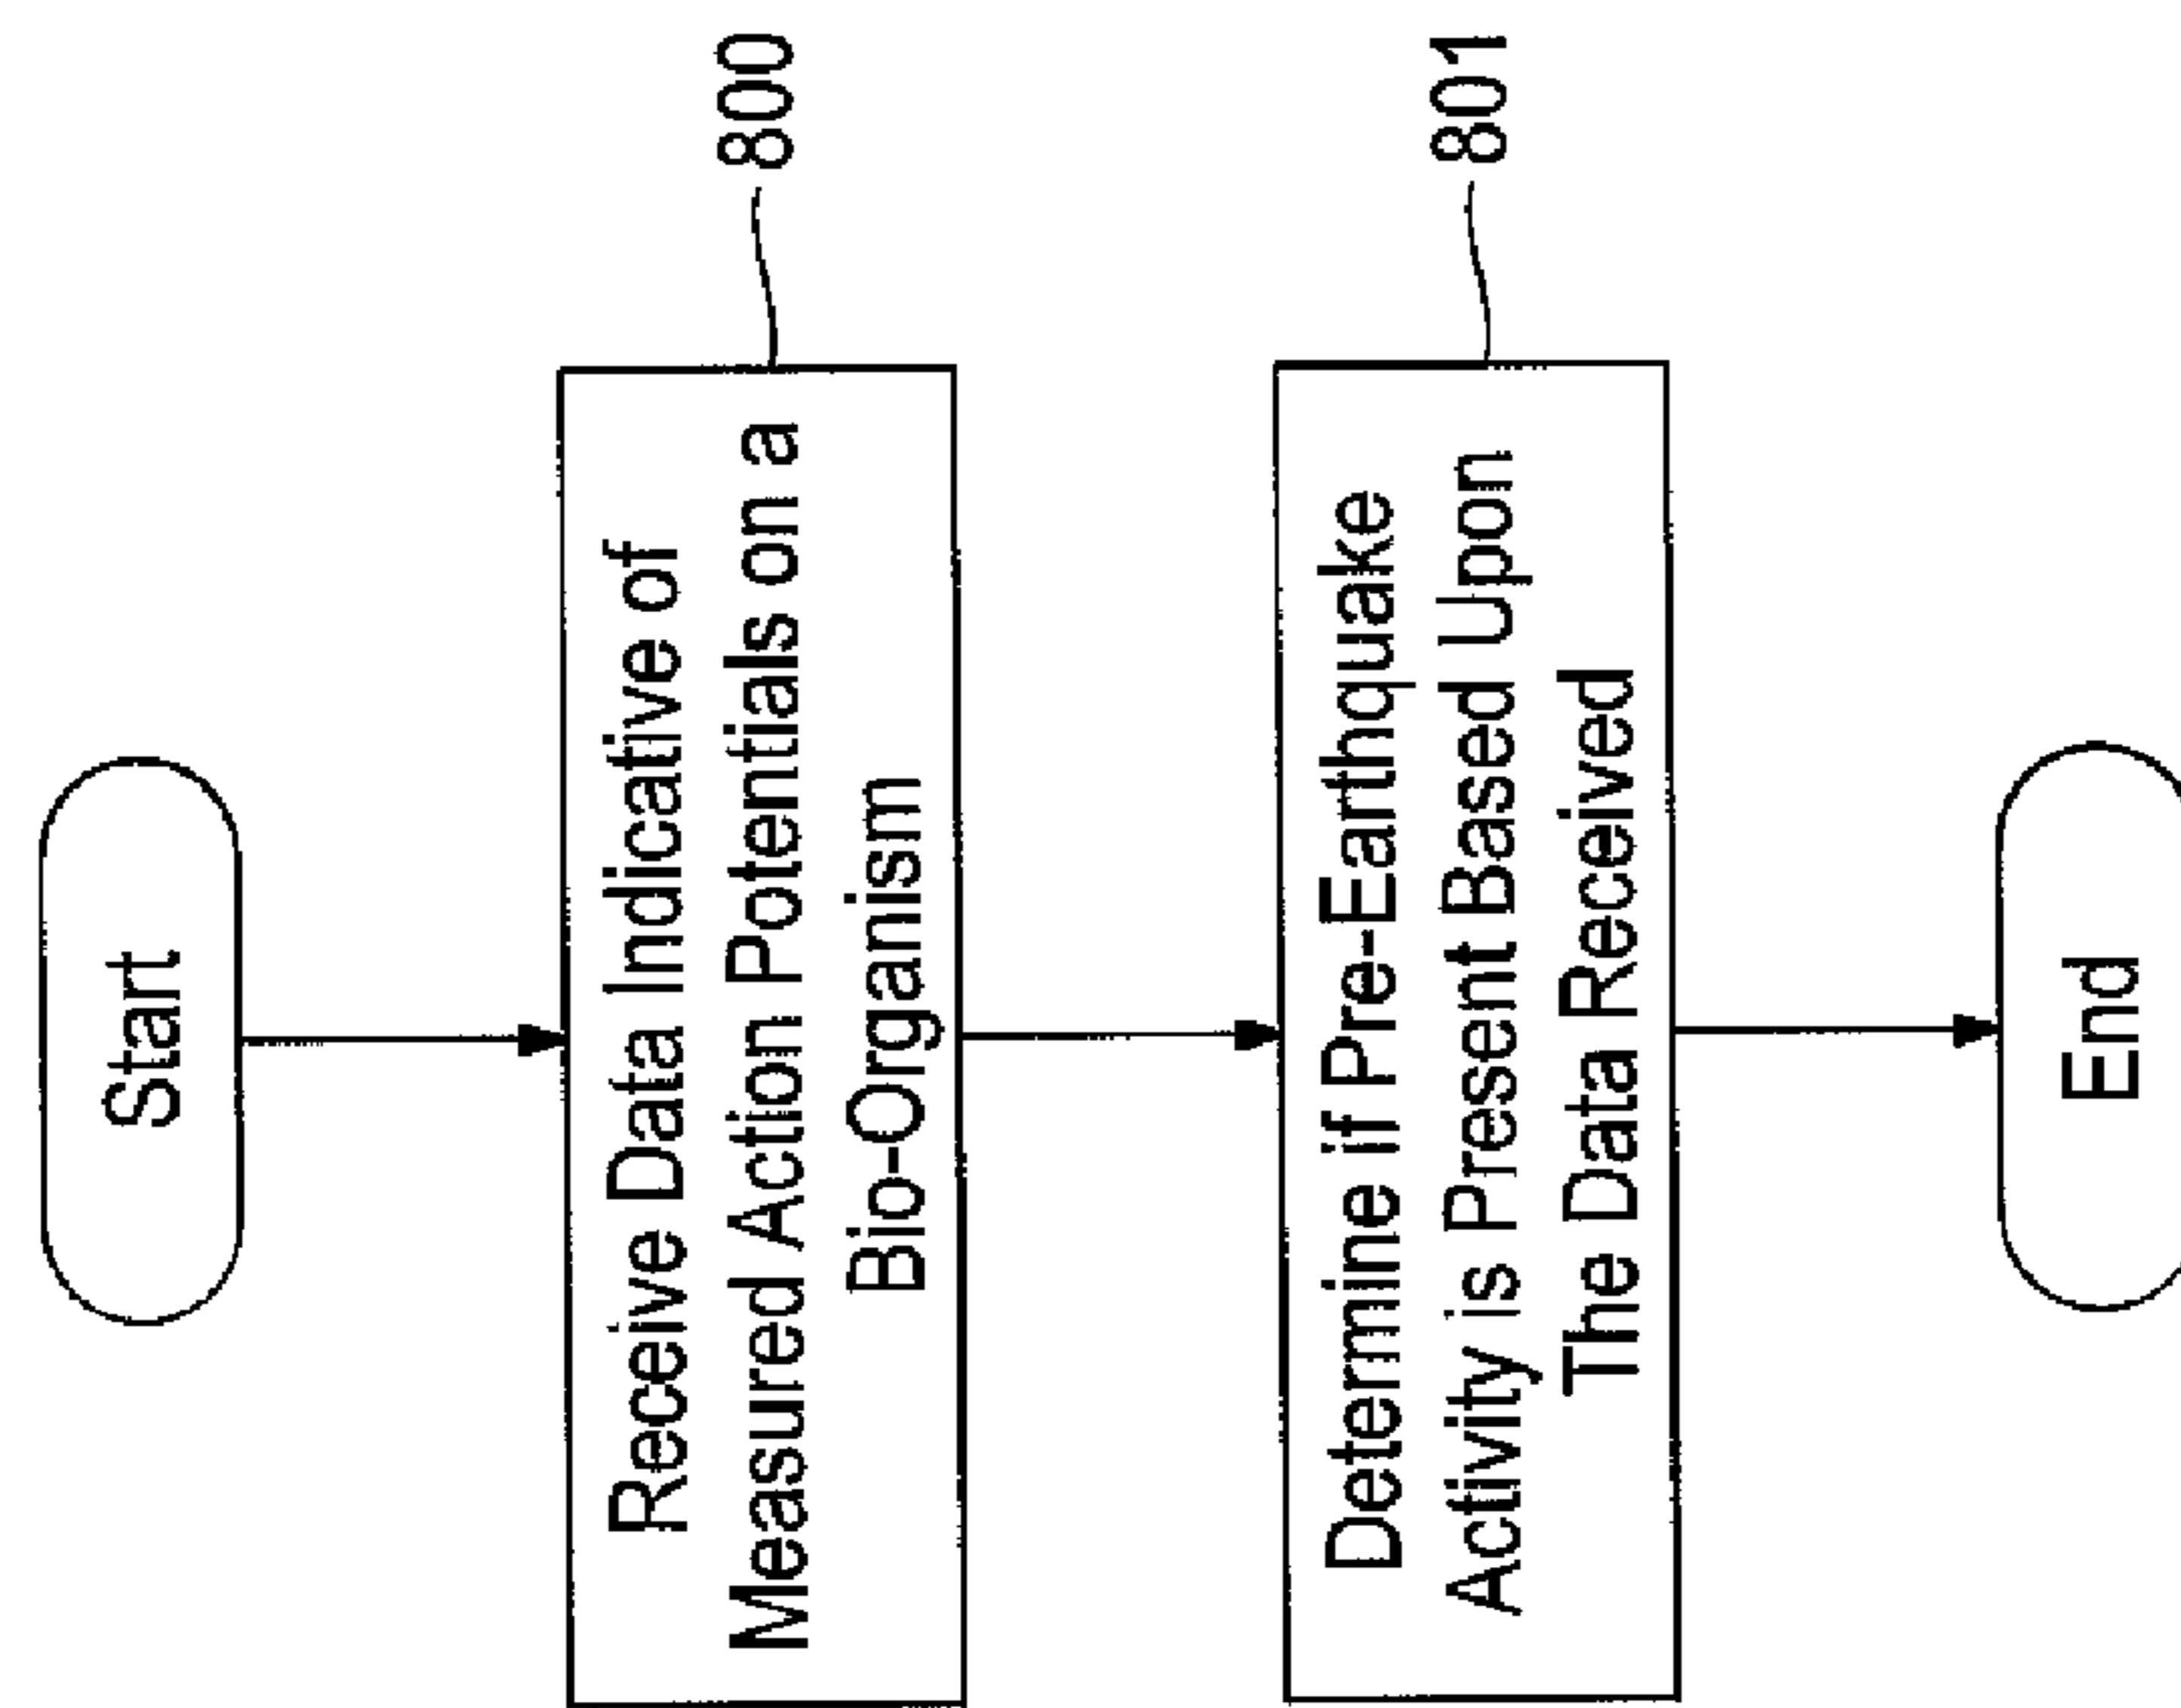 Start
Receive Data Indicative of
Measured Action Potentials on a
Bio-Organism
800
Determine if Pre-Earthquake
Activity is Present Based Upon
The Data Received
801
End